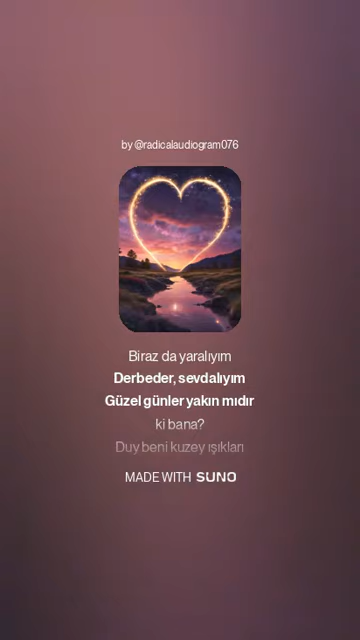 by @radicalaudiogram076
Biraz da yaralıyım
Derbeder, sevdalıyım
Güzel günler yakın mıdır
ki bana?
Duy beni kuzey ışıkları
MADE WITH SUNO